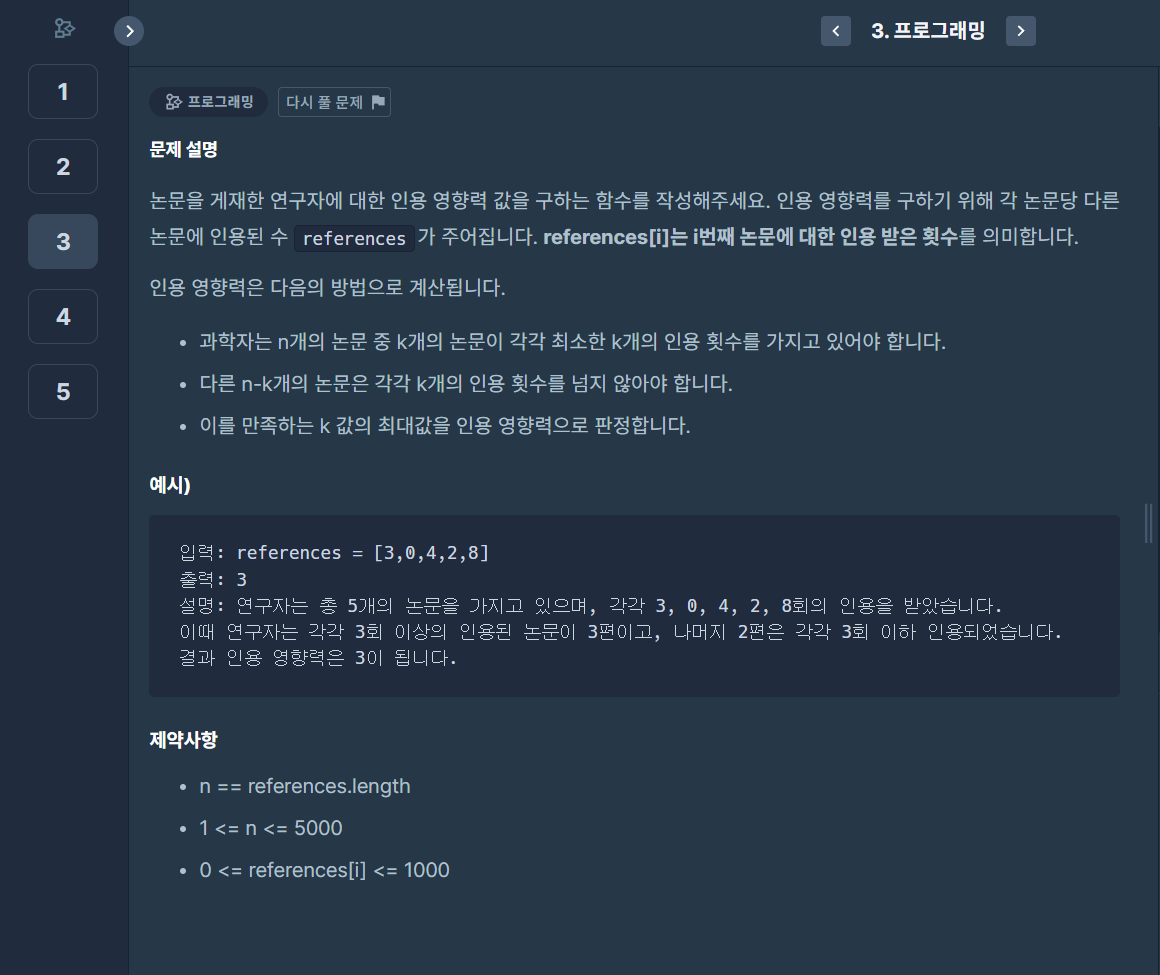 3. 프로그래밍
1
2
3
4
5
프로그래밍
다시 풀 문제
문제 설명
논문을 게재한 연구자에 대한 인용 영향력 값을 구하는 함수를 작성해주세요. 인용 영향력를 구하기 위해 각 논문당 다른
논문에 인용된 수 references 가 주어집니다. references[i]는 i번째 논문에 대한 인용 받은 횟수를 의미합니다.
인용 영향력은 다음의 방법으로 계산됩니다.
• 과학자는 n개의 논문 중 k개의 논문이 각각 최소한 k개의 인용 횟수를 가지고 있어야 합니다.
• 다른 n-k개의 논문은 각각 k개의 인용 횟수를 넘지 않아야 합니다.
• 이를 만족하는 k 값의 최대값을 인용 영향력으로 판정합니다.
예시)
입력: references = [3,0,4,2,8]
출력: 3
설명: 연구자는 총 5개의 논문을 가지고 있으며, 각각 3, 0, 4, 2, 8회의 인용을 받았습니다.
이때 연구자는 각각 3회 이상의 인용된 논문이 3편이고, 나머지 2편은 각각 3회 이하 인용되었습니다.
결과 인용 영향력은 3이 됩니다.
제약사항
• n == references.length
• 1 <= n <= 5000
• 0 <= references[i] <= 1000